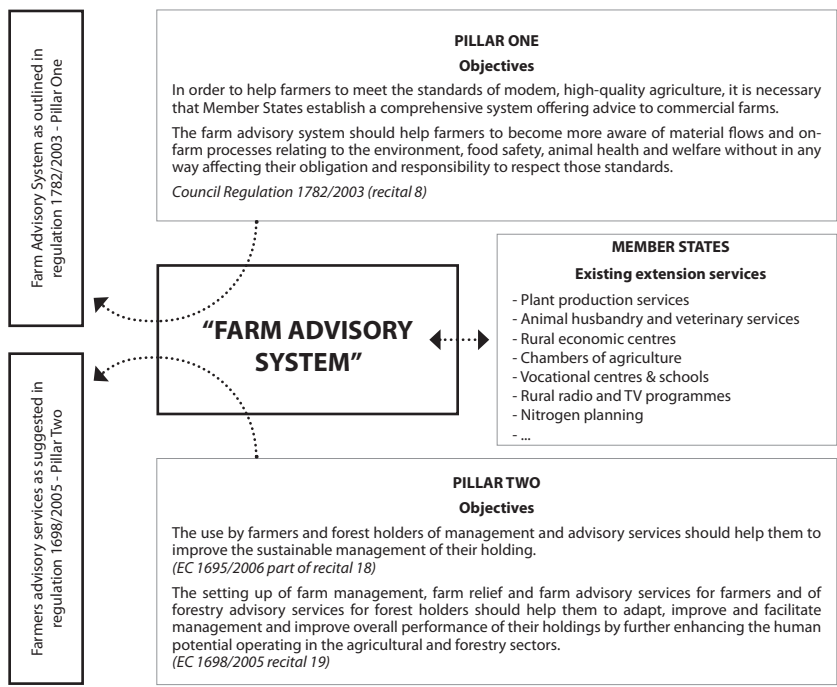 Farm Advisory System as outlined in
regulation 1782/2003 - Pillar One
PILLAR ONE
Objectives
In order to help farmers to meet the standards of modem, high-quality agriculture, it is necessary
that Member States establish a comprehensive system offering advice to commercial farms.
The farm advisory system should help farmers to become more aware of material flows and on-
farm processes relating to the environment, food safety, animal health and welfare without in any
way affecting their obligation and responsibility to respect those standards.
Council Regulation 1782/2003 (recital 8)
"FARM ADVISORY
SYSTEM"
MEMBER STATES
Existing extension services
- Plant production services
- Animal husbandry and veterinary services
- Rural economic centres
- Chambers of agriculture
- Vocational centres & schools
- Rural radio and TV programmes
- Nitrogen planning
- ...
Farmers advisory services as suggested in
regulation 1698/2005 - Pillar Two
PILLAR TWO
Objectives
The use by farmers and forest holders of management and advisory services should help them to
improve the sustainable management of their holding.
(EC 1695/2006 part of recital 18)
The setting up of farm management, farm relief and farm advisory services for farmers and of
forestry advisory services for forest holders should help them to adapt, improve and facilitate
management and improve overall performance of their holdings by further enhancing the human
potential operating in the agricultural and forestry sectors.
(EC 1698/2005 recital 19)